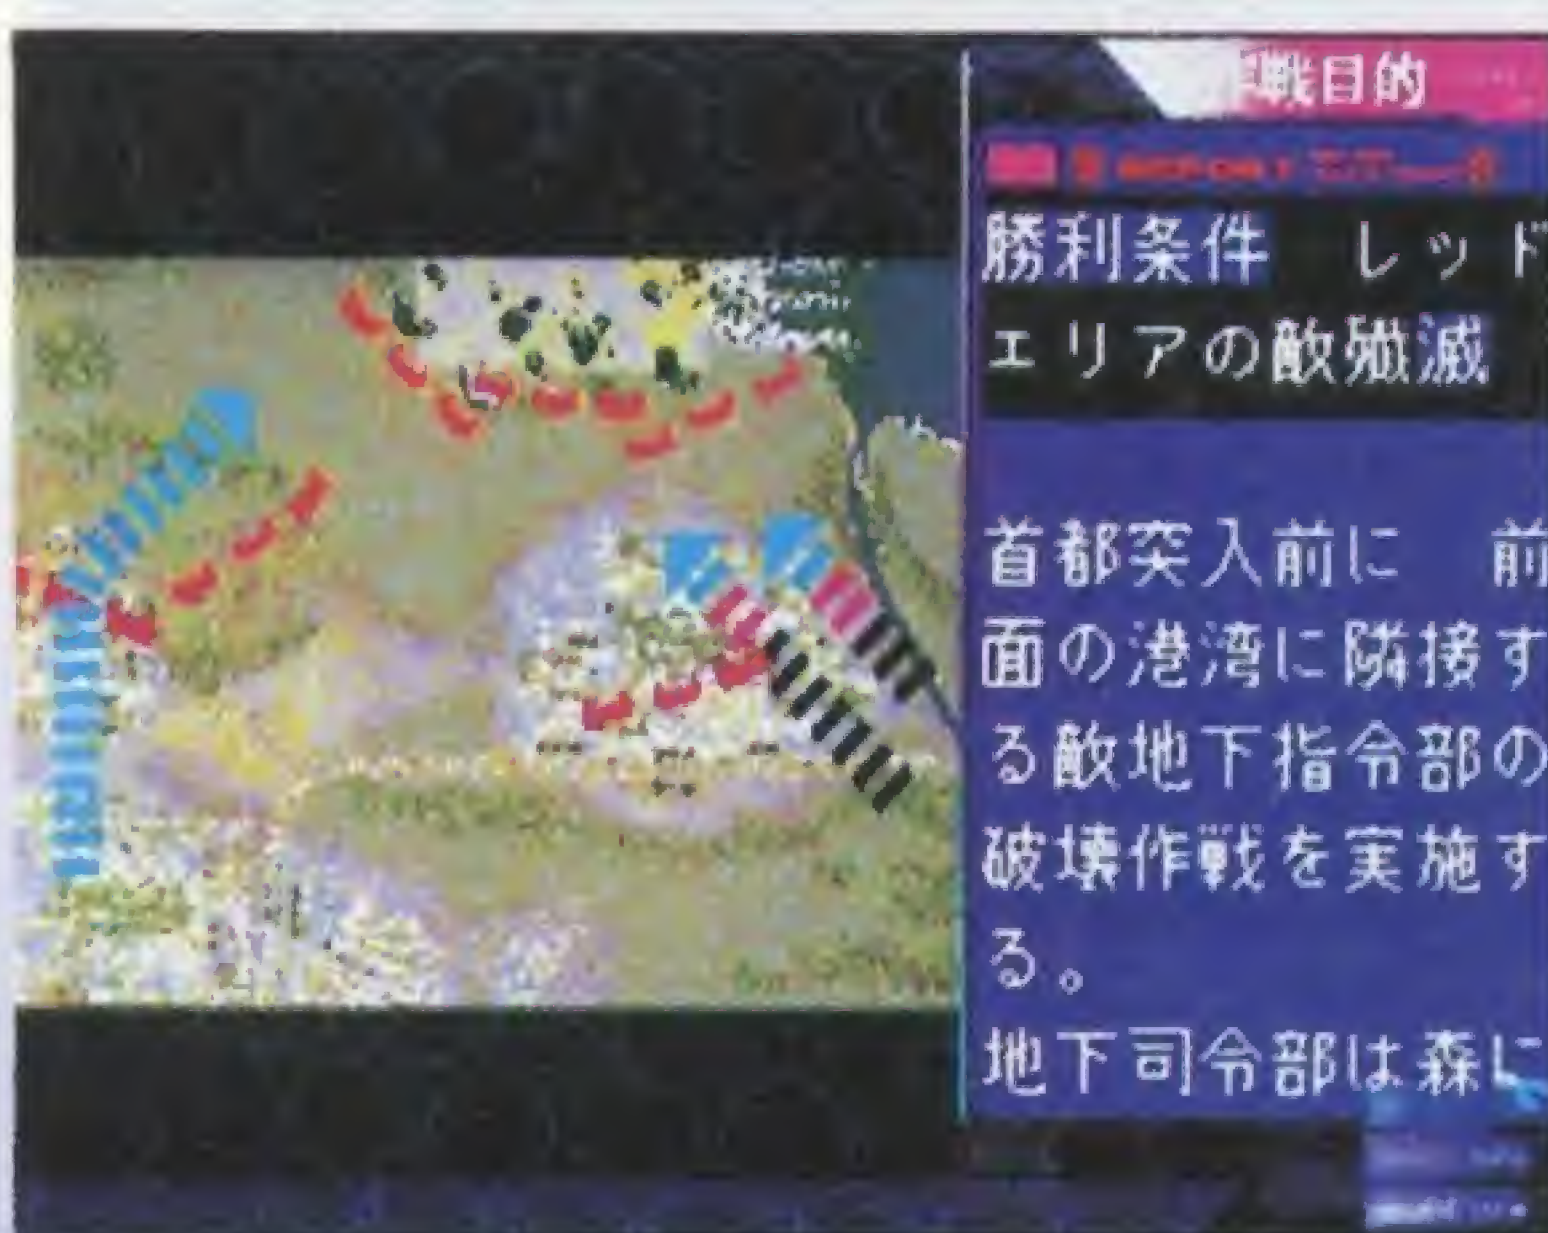 作戦目的
勝利条件　レッド
エリアの敵殲滅
首都突入前に　前
面の港湾に隣接す
る敵地下指令部の
破壊作戦を実施す
る。
地下司令部は森に